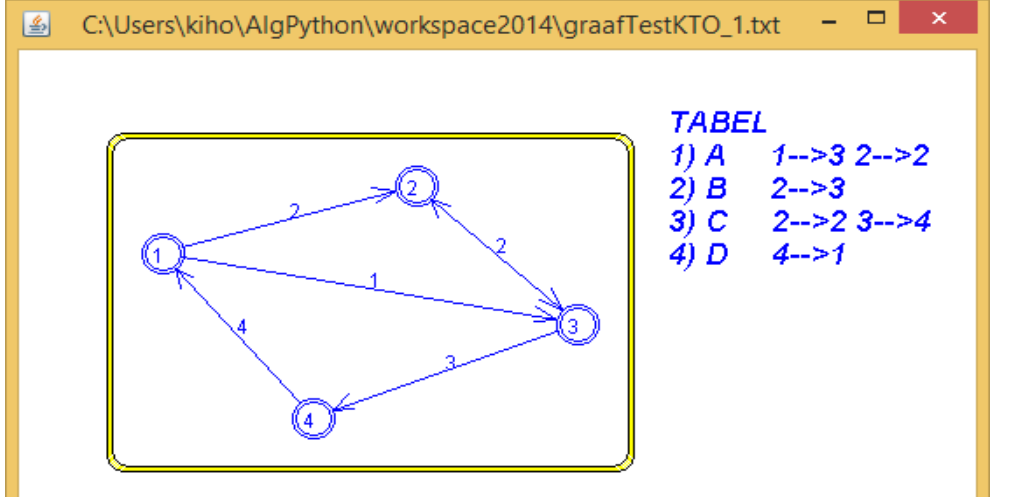 C:\Users\kiho\AlgPython\workspace2014\graafTestKTO_1.txt
TABEL
1) A 1-->3 2-->2
2) B 2-->3
3) C 2-->2 3-->4
4) D 4-->1
2
2
2
1
1
3
4
3
4